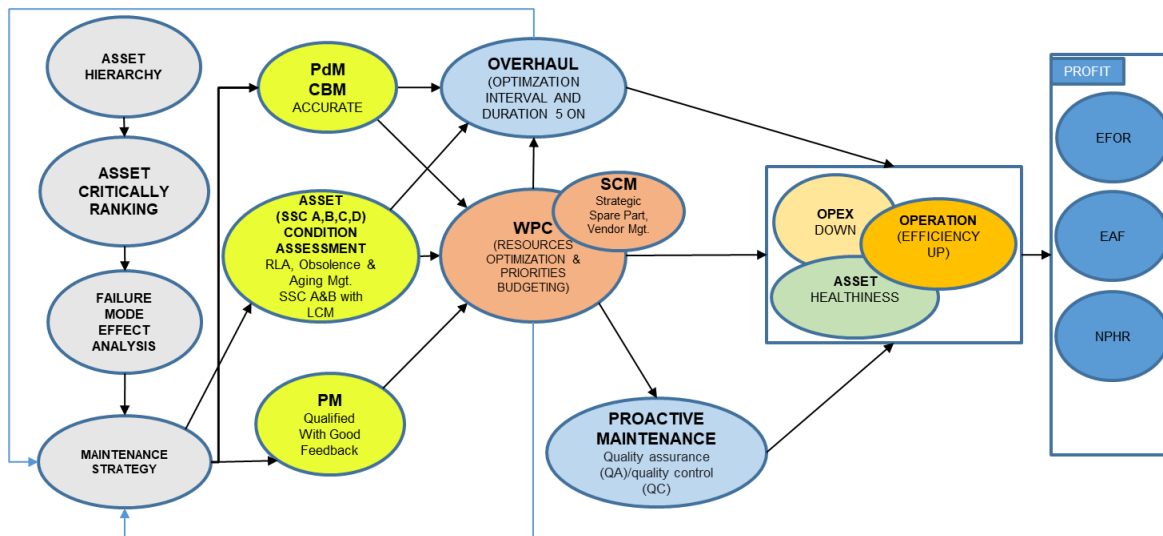 ASSET
HIERARCHY
ASSET
CRITICALLY
RANKING
FAILURE
MODE
EFFECT
ANALYSIS
MAINTENANCE
STRATEGY
PdM
CBM
ACCURATE
ASSET
(SSC A,B,C,D)
CONDITION
ASSESSMENT
RLA, Obsolence &
Aging Mgt.
SSC A&B with
LCM
PM
Qualified
With Good
Feedback
OVERHAUL
(OPTIMZATION
INTERVAL AND
DURATION 5 ON
SCM
Strategic
Spare Part,
Vendor Mgt.
WPC
(RESOURCES
OPTIMIZATION &
PRIORITIES
BUDGETING)
PROACTIVE
MAINTENANCE
Quality assurance
(QA)/quality control
(QC)
OPEX
DOWN
OPERATION
(EFFICIENCY
UP)
ASSET
HEALTHINESS
PROFIT
EFOR
EAF
NPHR